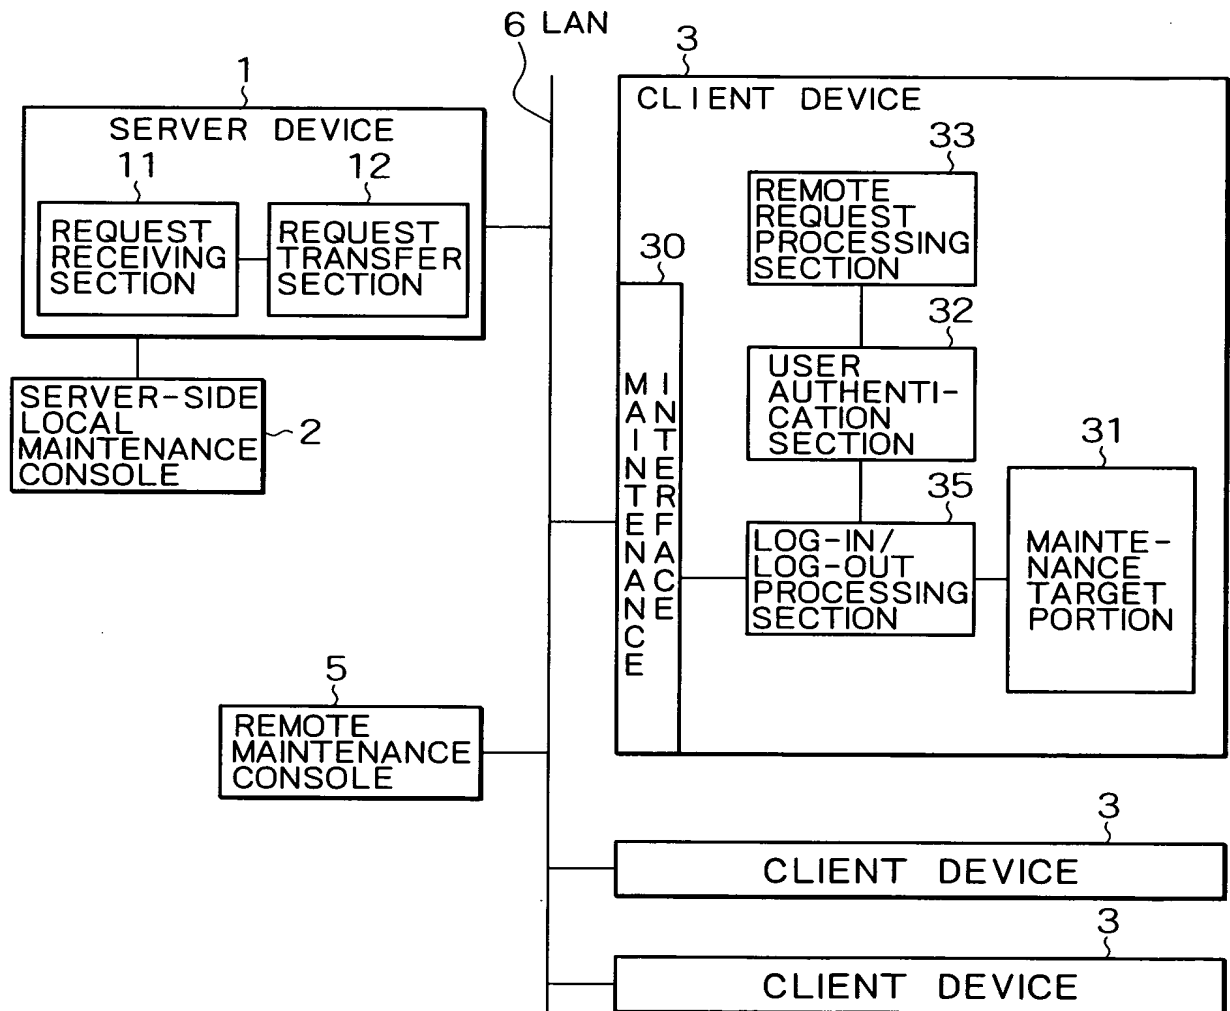 6 LAN
1
SERVER DEVICE
11
12
REQUEST
RECEIVING
SECTION
REQUEST
TRANSFER
SECTION
SERVER-SIDE
LOCAL
MAINTENANCE
CONSOLE
2
5
REMOTE
MAINTENANCE
CONSOLE
3
CLIENT DEVICE
33
REMOTE
REQUEST
PROCESSING
SECTION
30
MAINTENANCE
INTERFACE
32
USER
AUTHENTI-
CATION
SECTION
35
LOG-IN/
LOG-OUT
PROCESSING
SECTION
31
MAINTE-
NANCE
TARGET
PORTION
3
CLIENT DEVICE
3
CLIENT DEVICE